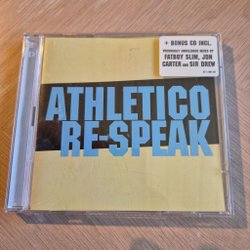 + BONUS CD INCL.
PREVIOUSLY UNRELEASED MIXES BY
FATBOY SLIM, JON
CARTER AND SIR DREW
ATHLETICO
RE-SPEAK